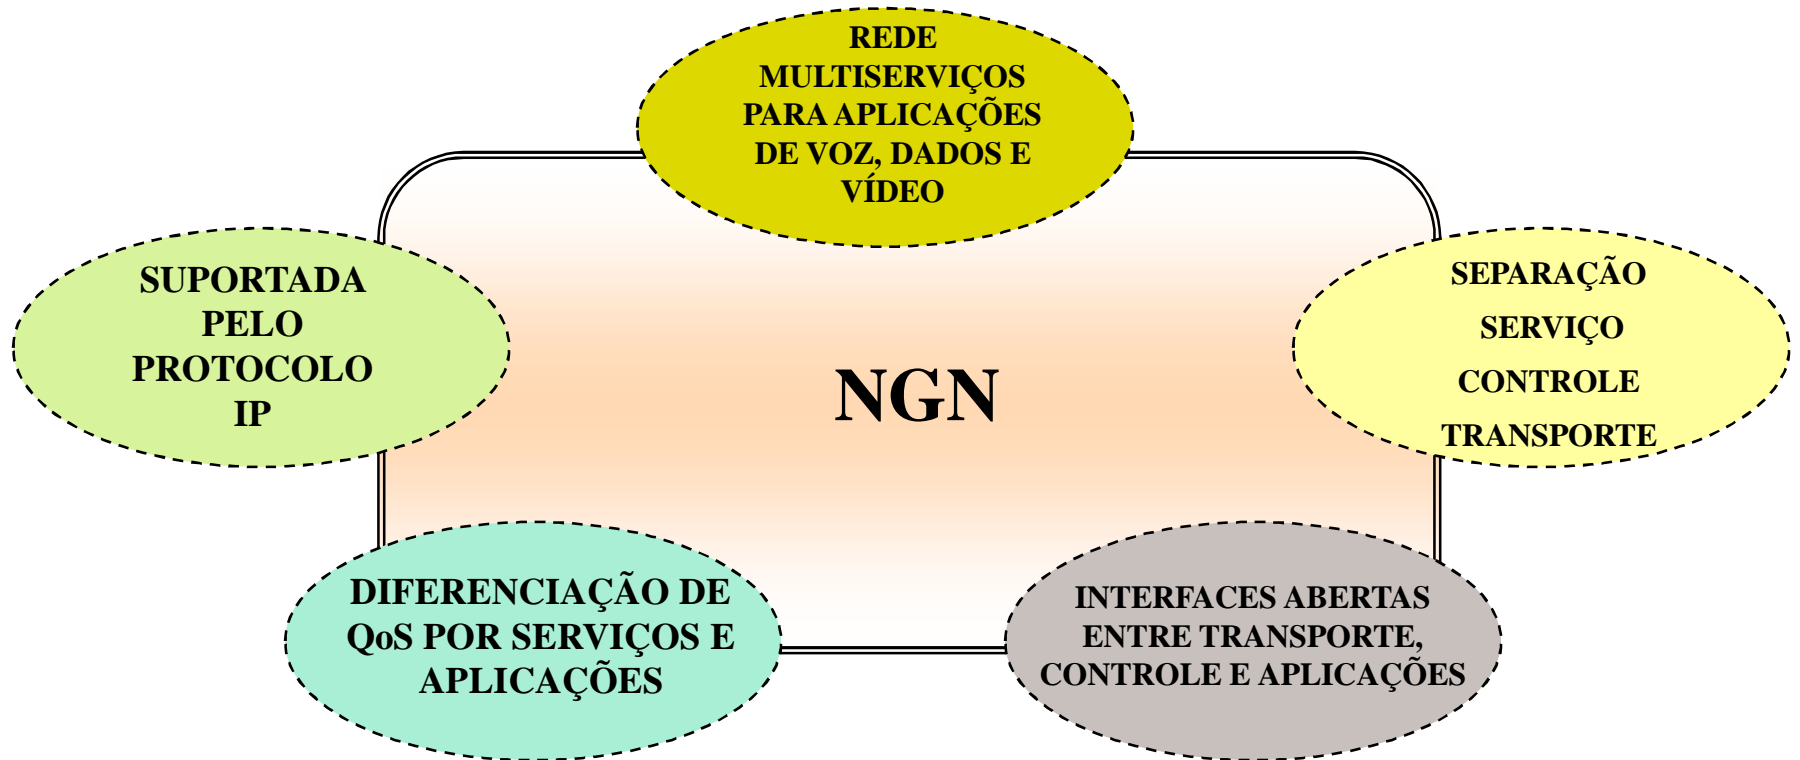 REDE
MULTISERVIÇOS
PARA APLICAÇÕES
DE VOZ, DADOS E
VÍDEO
SUPORTADA
PELO
PROTOCOLO
IP
NGN
SEPARAÇÃO
SERVIÇO
CONTROLE
TRANSPORTE
DIFERENCIAÇÃO DE
QoS POR SERVIÇOS E
APLICAÇÕES
INTERFACES ABERTAS
ENTRE TRANSPORTE,
CONTROLE E APLICAÇÕES